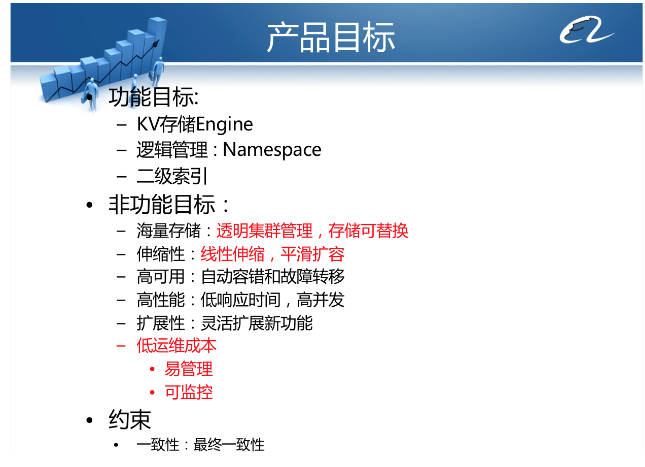 产品目标
功能目标:
– KV存储Engine
– 逻辑管理：Namespace
– 二级索引
• 非功能目标：
– 海量存储：透明集群管理，存储可替换
– 伸缩性：线性伸缩，平滑扩容
– 高可用：自动容错和故障转移
– 高性能：低响应时间，高并发
– 扩展性：灵活扩展新功能
– 低运维成本
• 易管理
• 可监控
• 约束
• 一致性：最终一致性